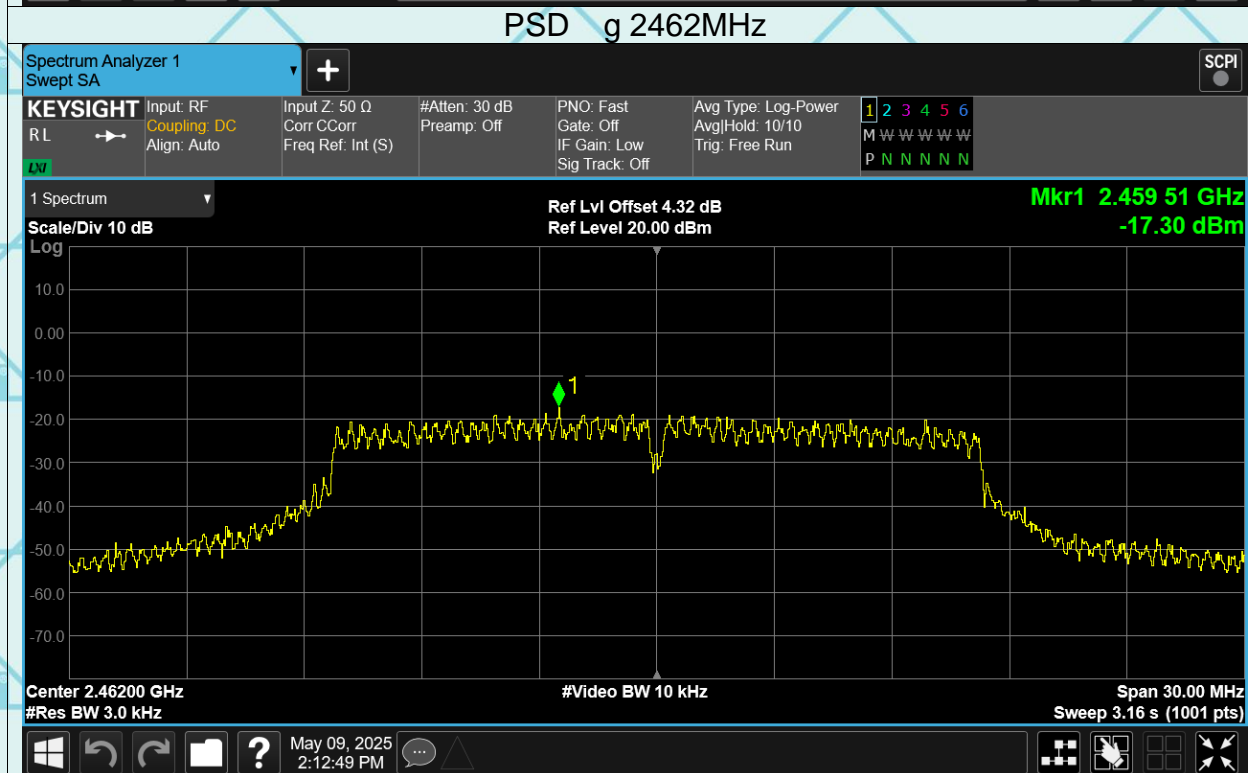 PSD g 2462MHz
Spectrum Analyzer 1
Swept SA
+
SCPI
KEYSIGHT
RL
LXI
Input: RF
Coupling: DC
Align: Auto
Input Z: 50 Ω
Corr CCorr
Freq Ref: Int (S)
#Atten: 30 dB
Preamp: Off
PNO: Fast
Gate: Off
IF Gain: Low
Sig Track: Off
Avg Type: Log-Power
Avg|Hold: 10/10
Trig: Free Run
1 2 3 4 5 6
M W W W W W
P N N N N N
1 Spectrum
Scale/Div 10 dB
Log
Ref Lvl Offset 4.32 dB
Ref Level 20.00 dBm
Mkr1 2.459 51 GHz
-17.30 dBm
1
10.0
0.00
-10.0
-20.0
-30.0
-40.0
-50.0
-60.0
-70.0
Center 2.46200 GHz
#Res BW 3.0 kHz
#Video BW 10 kHz
Span 30.00 MHz
Sweep 3.16 s (1001 pts)
?
May 09, 2025
2:12:49 PM